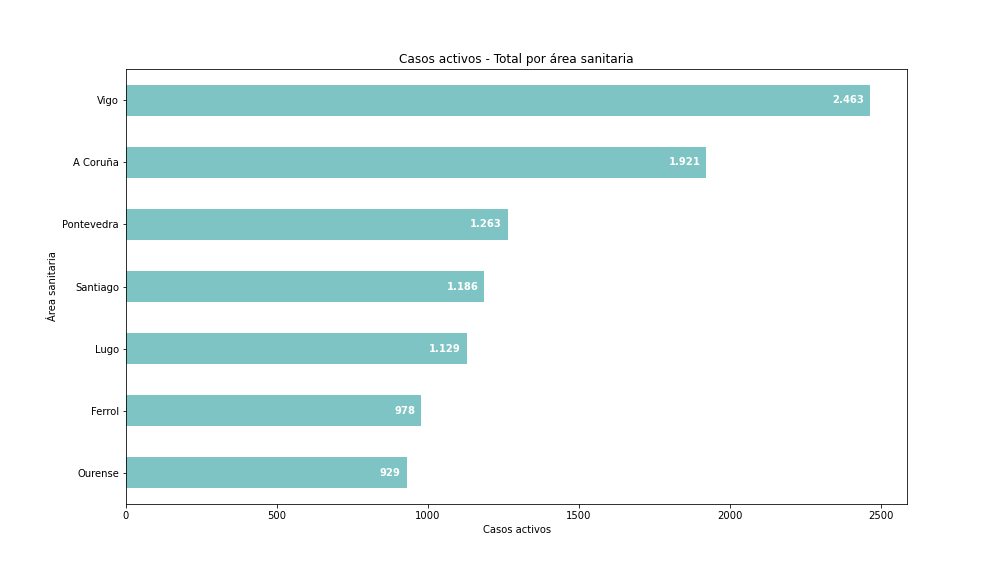 Casos activos - Total por área sanitaria
Vigo
2.463
A Coruña
1.921
Pontevedra
1.263
Santiago
1.186
Lugo
1.129
Ferrol
978
Ourense
929
Área sanitaria
0 500 1000 1500 2000 2500
Casos activos